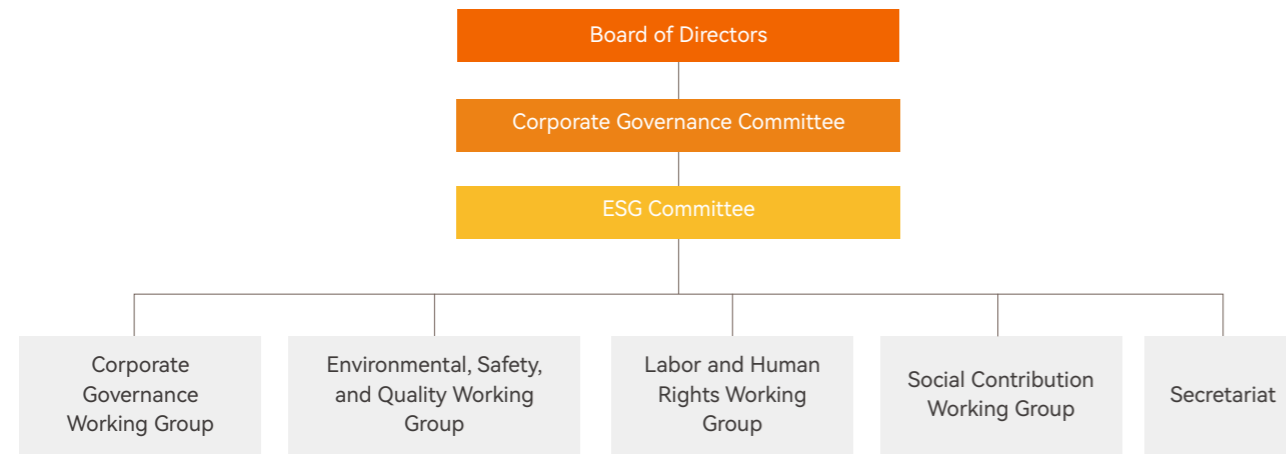 Board of Directors
Corporate Governance Committee
ESG Committee
Corporate
Governance
Working Group
Environmental, Safety,
and Quality Working
Group
Labor and Human
Rights Working
Group
Social Contribution
Working Group
Secretariat